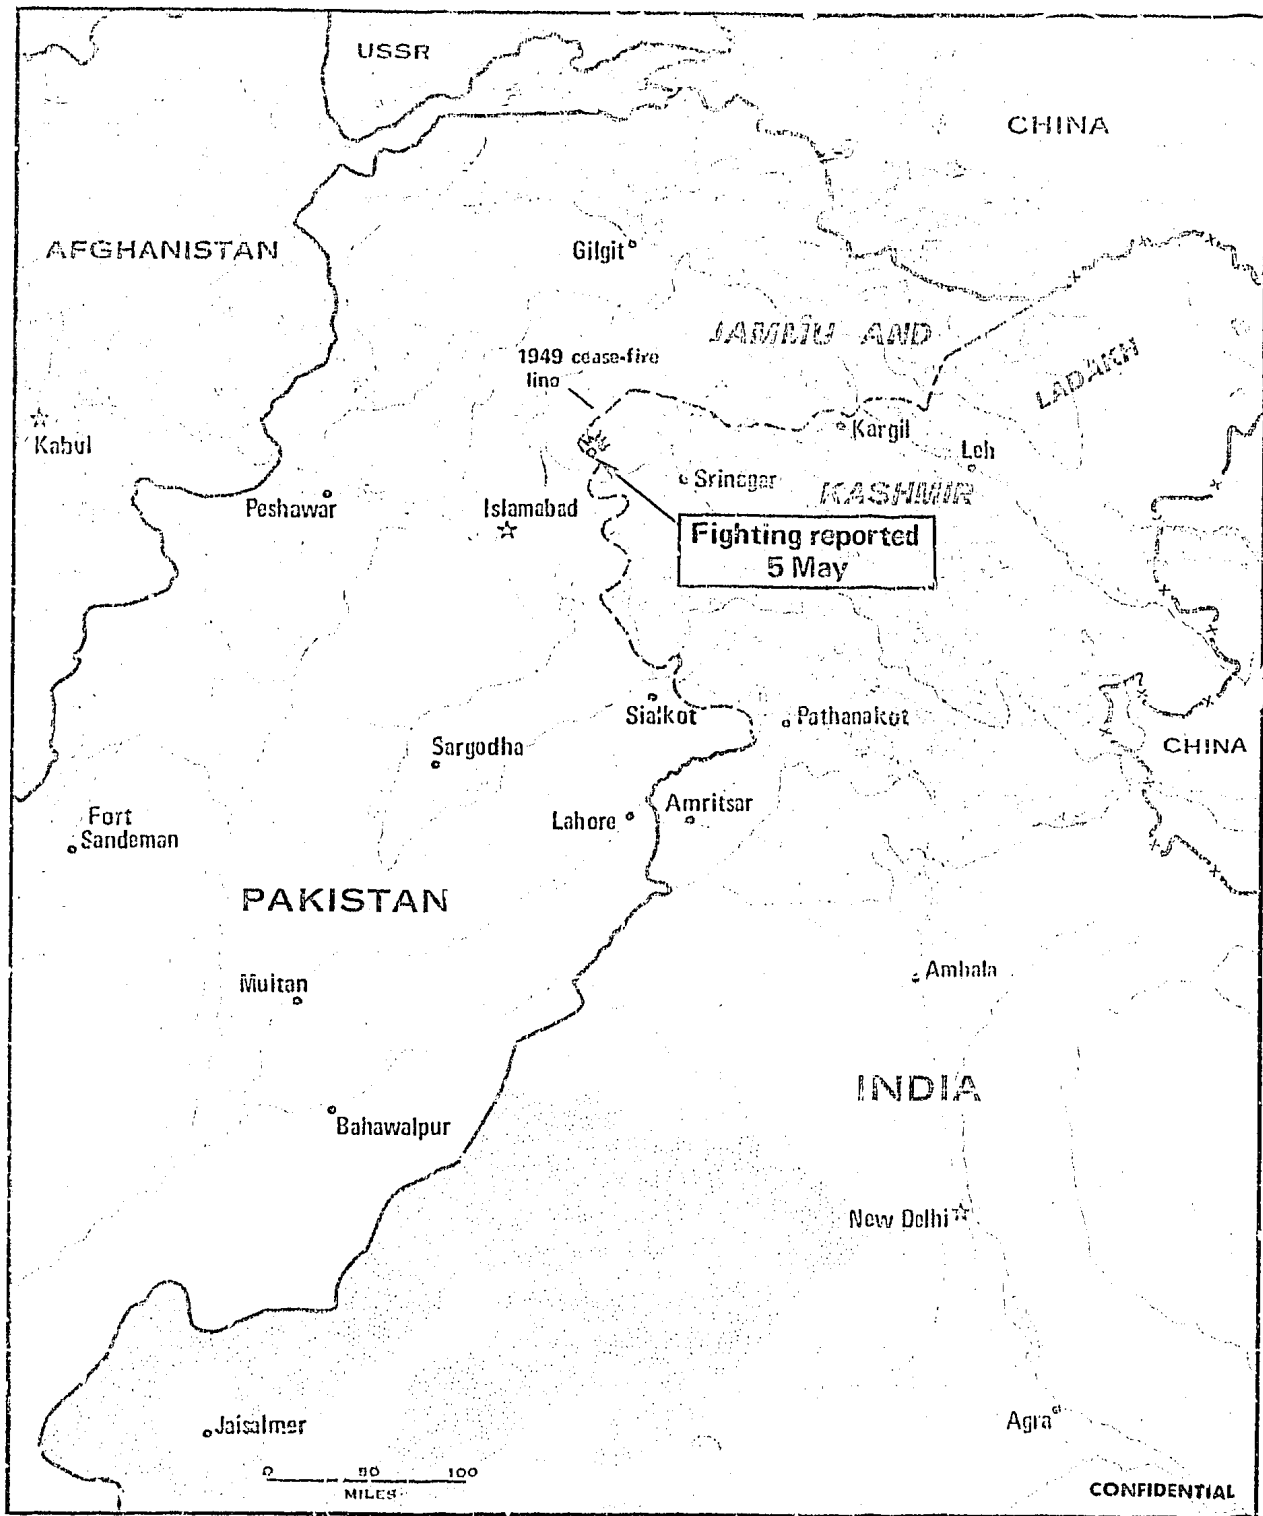 USSR
CHINA
AFGHANISTAN
Gilgit
JAMMU AND
LADAKH
1949 cease-fire
line
Kabul
Kargil
Leh
Srinagar
KASHMIR
Peshawar
Islamabad
Fighting reported
5 May
Sialkot
Pathanakot
CHINA
Sargodha
Amritsar
Lahore
Fort
Sandeman
PAKISTAN
Multan
Ambala
INDIA
Bahawalpur
New Delhi
Jaisalmer
Agra
0 50 100
MILES
CONFIDENTIAL